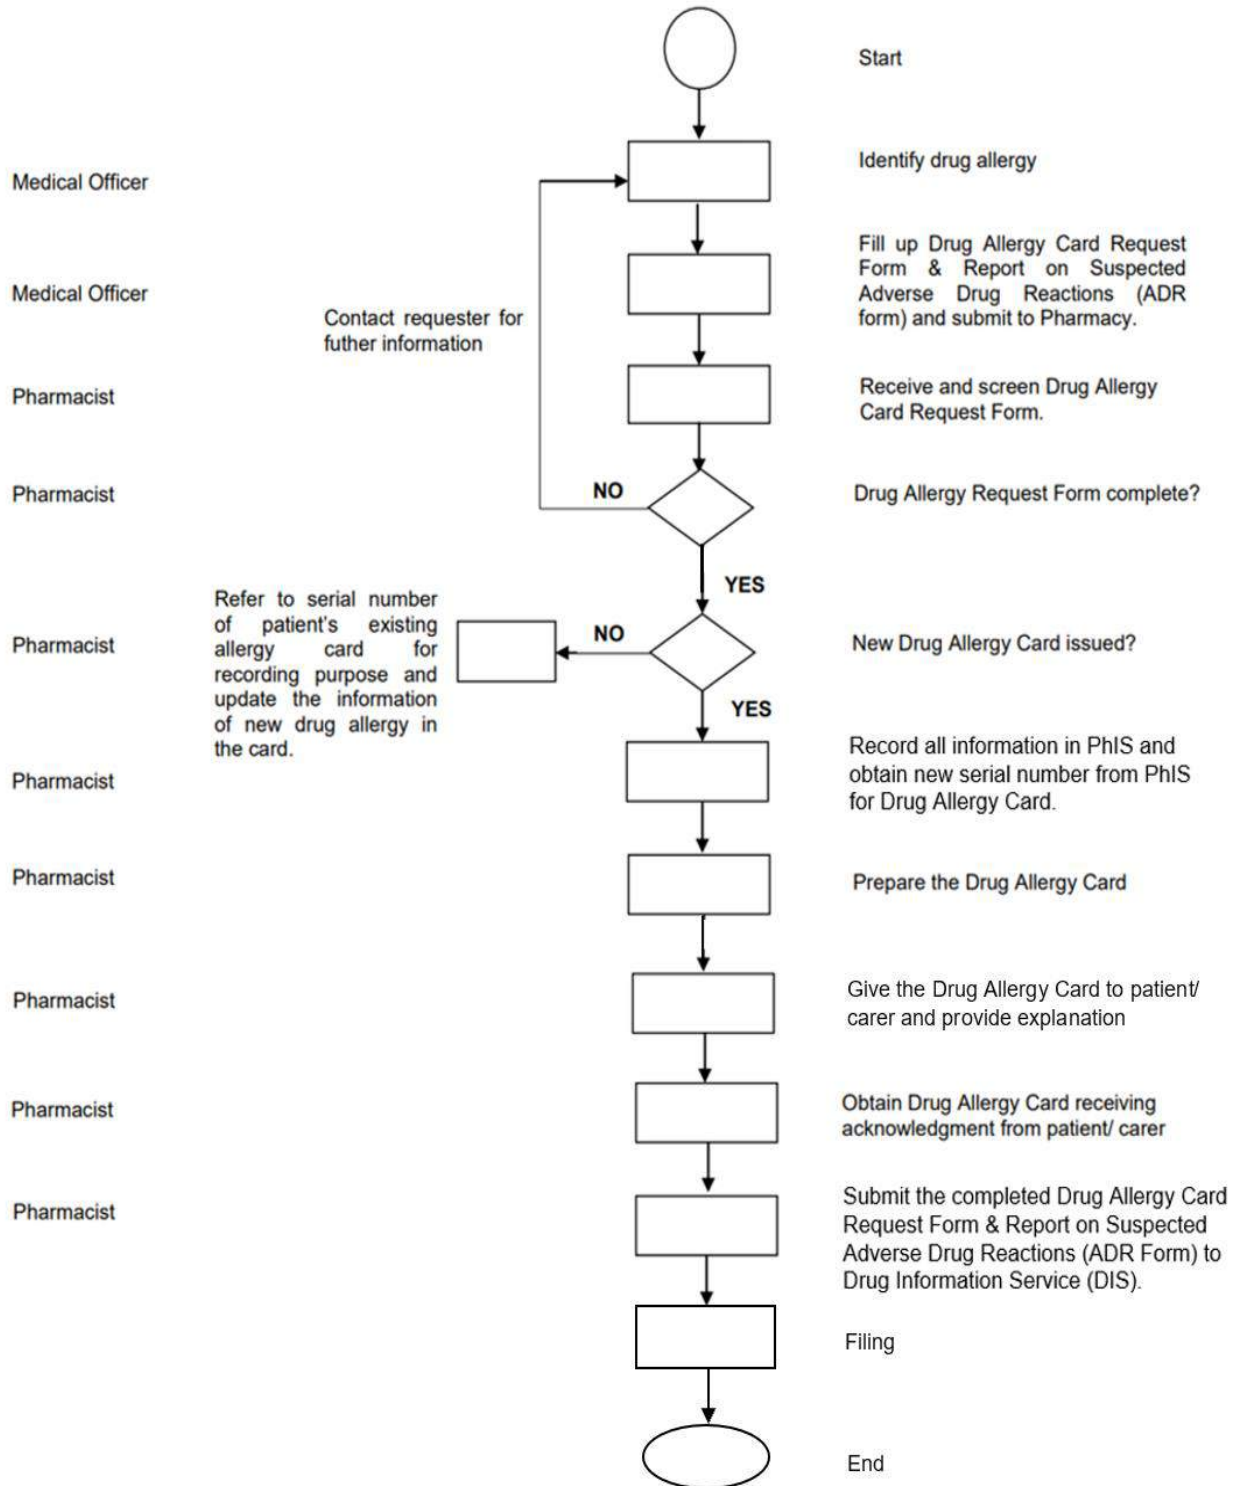 Start
Identify drug allergy
Medical Officer
Fill up Drug Allergy Card Request
Form & Report on Suspected
Adverse Drug Reactions (ADR
form) and submit to Pharmacy.
Medical Officer
Contact requester for
futher information
Pharmacist
Receive and screen Drug Allergy
Card Request Form.
Pharmacist
NO
Drug Allergy Request Form complete?
YES
Refer to serial number
of patient's existing
allergy card for
recording purpose and
update the information
of new drug allergy in
the card.
Pharmacist
NO
New Drug Allergy Card issued?
YES
Pharmacist
Record all information in PhIS and
obtain new serial number from PhIS
for Drug Allergy Card.
Pharmacist
Prepare the Drug Allergy Card
Pharmacist
Give the Drug Allergy Card to patient/
carer and provide explanation
Pharmacist
Obtain Drug Allergy Card receiving
acknowledgment from patient/ carer
Pharmacist
Submit the completed Drug Allergy Card
Request Form & Report on Suspected
Adverse Drug Reactions (ADR Form) to
Drug Information Service (DIS).
Filing
End